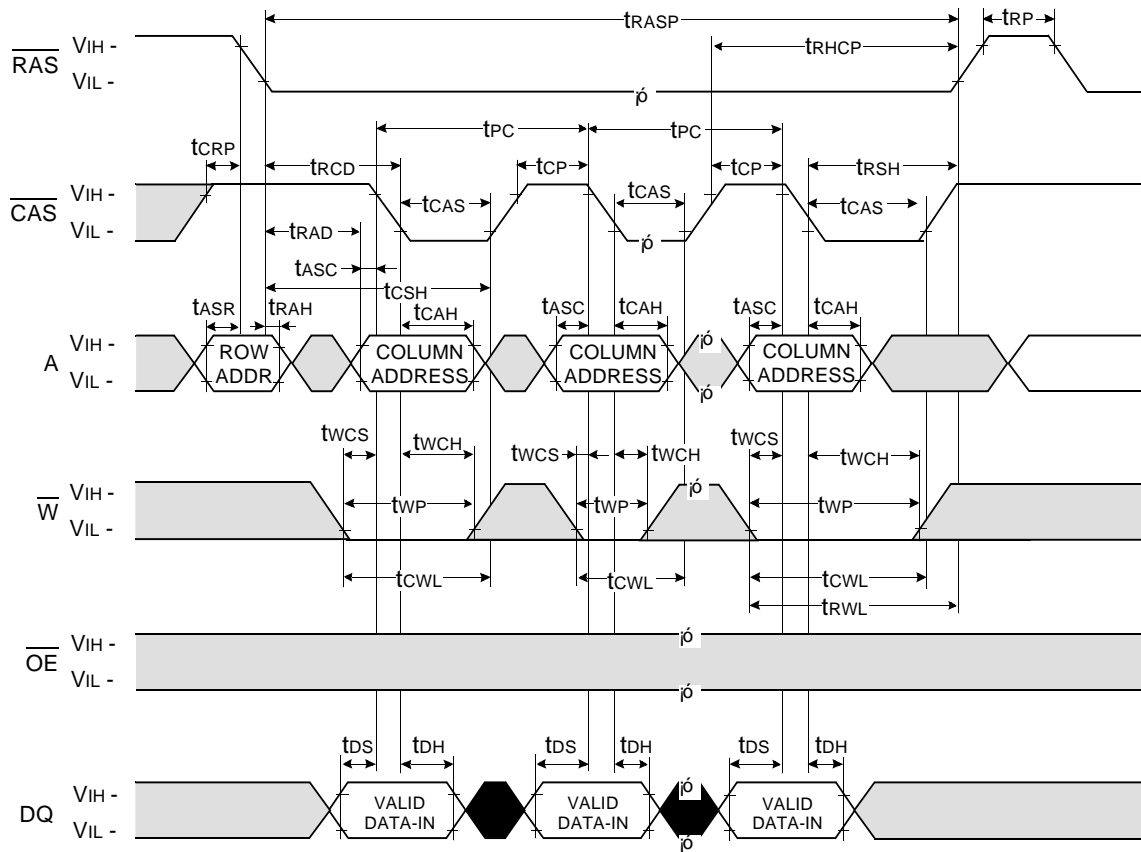 tRASP
tRP
tRHCP
RAS
VIH -
VIL -
¡ó
tPC
tPC
tCRP
tRCD
tCP
tCP
tRSH
CAS
VIH -
VIL -
tCAS
tCAS
tCAS
¡ó
tRAD
tASC
tCSH
tASR
tRAH
tCAH
tASC
tCAH
tASC
tCAH
A
VIH -
VIL -
ROW
ADDR.
COLUMN
ADDRESS
COLUMN
ADDRESS
¡ó
¡ó
COLUMN
ADDRESS
tWCS
tWCH
tWCS
tWCH
tWCS
tWCH
W
VIH -
VIL -
tWP
tWP
¡ó
tWP
tCWL
tCWL
tCWL
tRWL
OE
VIH -
VIL -
¡ó
¡ó
tDS
tDH
tDS
tDH
tDS
tDH
DQ
VIH -
VIL -
VALID
DATA-IN
VALID
DATA-IN
¡ó
¡ó
VALID
DATA-IN